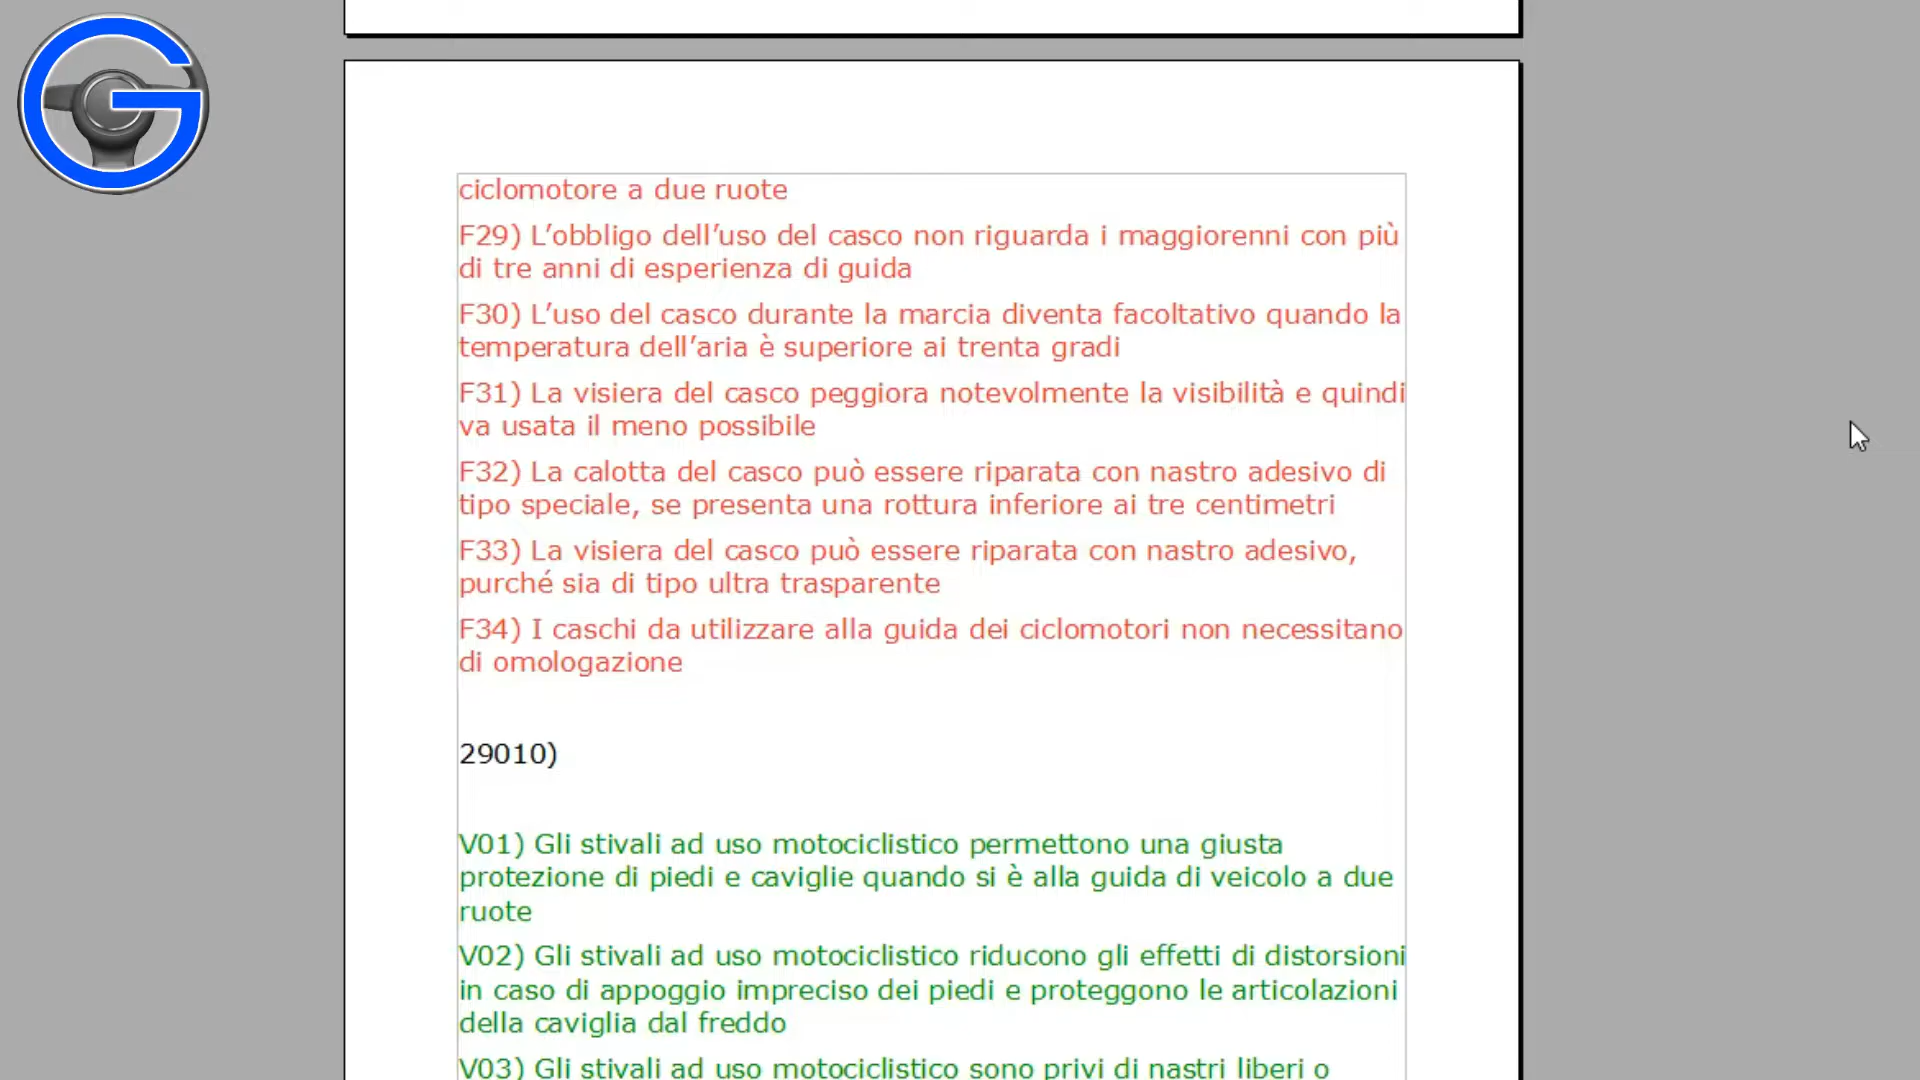 G
ciclomotore a due ruote
F29) L’obbligo dell’uso del casco non riguarda i maggiorenni con più
di tre anni di esperienza di guida
F30) L’uso del casco durante la marcia diventa facoltativo quando la
temperatura dell’aria è superiore ai trenta gradi
F31) La visiera del casco peggiora notevolmente la visibilità e quindi
va usata il meno possibile
F32) La calotta del casco può essere riparata con nastro adesivo di
tipo speciale, se presenta una rottura inferiore ai tre centimetri
F33) La visiera del casco può essere riparata con nastro adesivo,
purché sia di tipo ultra trasparente
F34) I caschi da utilizzare alla guida dei ciclomotori non necessitano
di omologazione
29010)
V01) Gli stivali ad uso motociclistico permettono una giusta
protezione di piedi e caviglie quando si è alla guida di veicolo a due
ruote
V02) Gli stivali ad uso motociclistico riducono gli effetti di distorsioni
in caso di appoggio impreciso dei piedi e proteggono le articolazioni
della caviglia dal freddo
V03) Gli stivali ad uso motociclistico sono privi di nastri liberi o